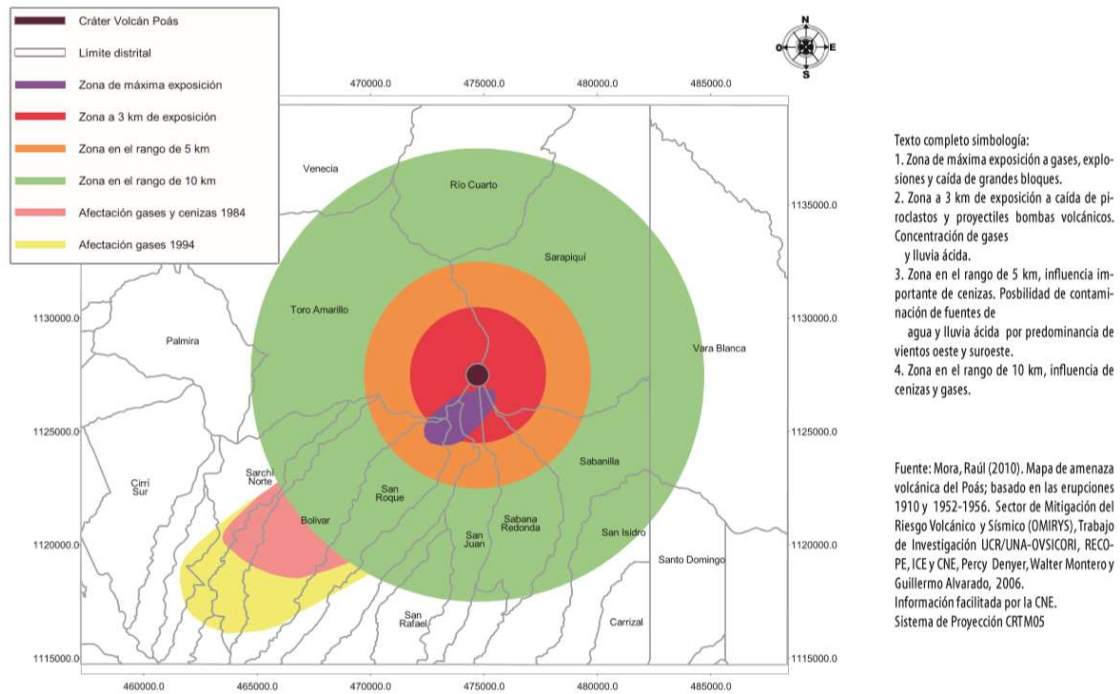 Cráter Volcán Poás
Limite distrital
Zona de máxima exposición
Zona a 3 km de exposición
Zona en el rango de 5 km
Zona en el rango de 10 km
Afectación gases y cenizas 1984
Afectación gases 1994
N
O
E
S
470000.0
475000.0
480000.0
485000.0
Venecia
Río Cuarto
1135000.0
1135000.0
Sarapiquí
Toro Amarillo
1130000.0
1130000.0
Palmira
Vara Blanca
1125000.0
1125000.0
Cirrí
Sur
Sarchí
Norte
San
Roque
Sabanilla
Bolivar
Sabana
Redonda
San
Juan
San Isidro
1120000.0
1120000.0
Santo Domingo
San
Rafael
Carrizal
1115000.0
1115000.0
460000.0
465000.0
470000.0
475000.0
480000.0
485000.0
Texto completo simbología:
1. Zona de máxima exposición a gases, explo-
siones y caída de grandes bloques.
2. Zona a 3 km de exposición a caída de pi-
roclastos y proyectiles bombas volcánicos.
Concentración de gases
y lluvia ácida.
3. Zona en el rango de 5 km, influencia im-
portante de cenizas. Posbilidad de contami-
nación de fuentes de
agua y lluvia ácida por predominancia de
vientos oeste y suroeste.
4. Zona en el rango de 10 km, influencia de
cenizas y gases.
Fuente: Mora, Raúl (2010). Mapa de amenaza
volcánica del Poás; basado en las erupciones
1910 y 1952-1956. Sector de Mitigación del
Riesgo Volcánico y Sísmico (OMIRYS), Trabajo
de Investigación UCR/UNA-OVSICORI, RECO-
PE, ICE y CNE, Percy Denyer, Walter Montero y
Guillermo Alvarado, 2006.
Información facilitada por la CNE.
Sistema de Proyección CRTM05